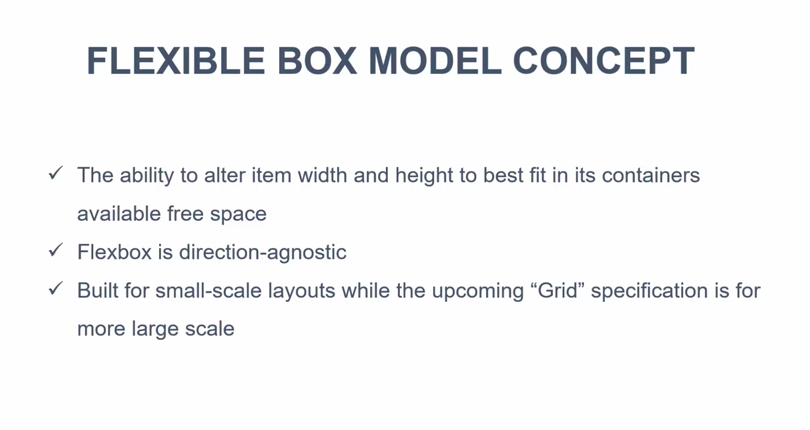 FLEXIBLE BOX MODEL CONCEPT
✓ The ability to alter item width and height to best fit in its containers
available free space
✓ Flexbox is direction-agnostic
✓ Built for small-scale layouts while the upcoming “Grid” specification is for
more large scale